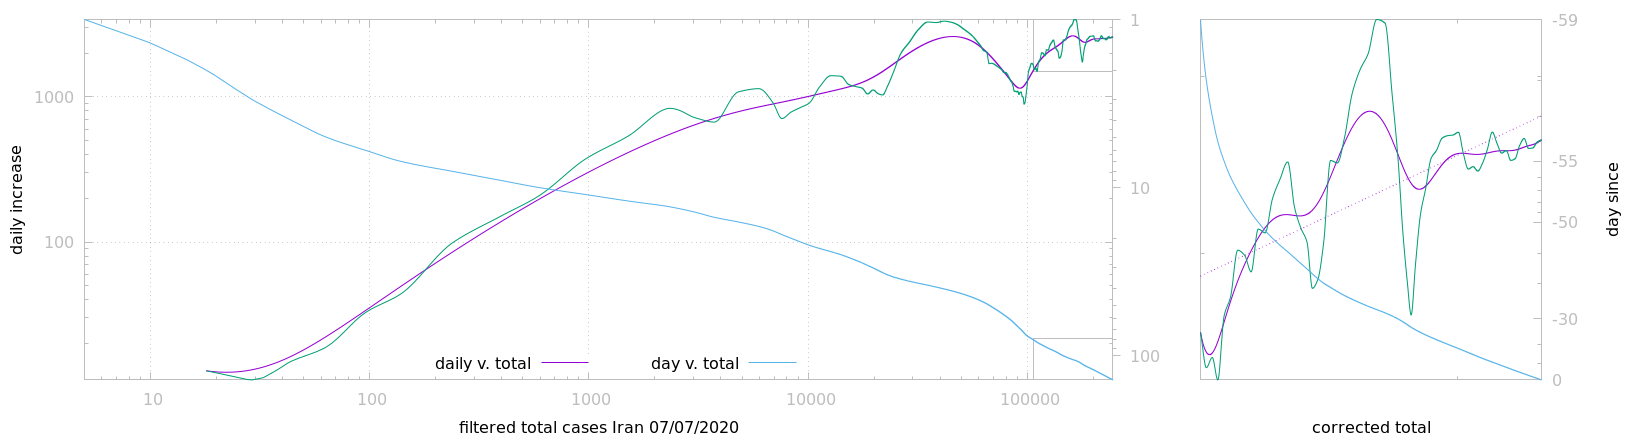 1
-59
1000
daily increase
10
-55
-50
day since
100
-30
daily v. total
day v. total
100
0
10
100
1000
10000
100000
filtered total cases Iran 07/07/2020
corrected total